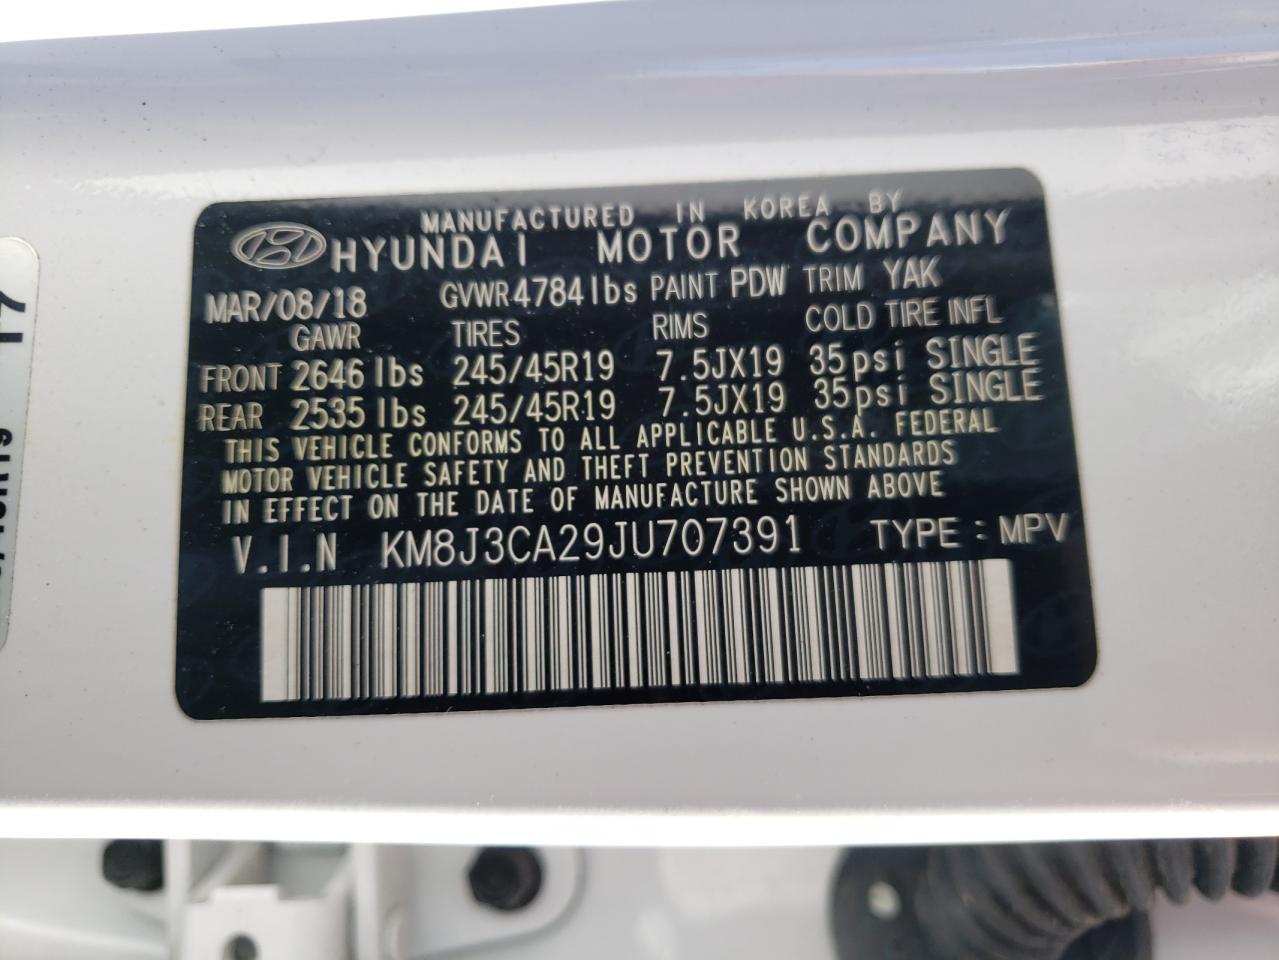 MANUFACTURED IN KOREA BY
HYUNDAI MOTOR COMPANY
MAR/08/18 GVWR 4784lbs PAINT PDW TRIM YAK
GAWR TIRES RIMS COLD TIRE INFL
FRONT 2646 lbs 245/45R19 7.5JX19 35psi SINGLE
REAR 2535 lbs 245/45R19 7.5JX19 35psi SINGLE
THIS VEHICLE CONFORMS TO ALL APPLICABLE U.S.A. FEDERAL
MOTOR VEHICLE SAFETY AND THEFT PREVENTION STANDARDS
IN EFFECT ON THE DATE OF MANUFACTURE SHOWN ABOVE
V.I.N KM8J3CA29JU707391 TYPE : MPV